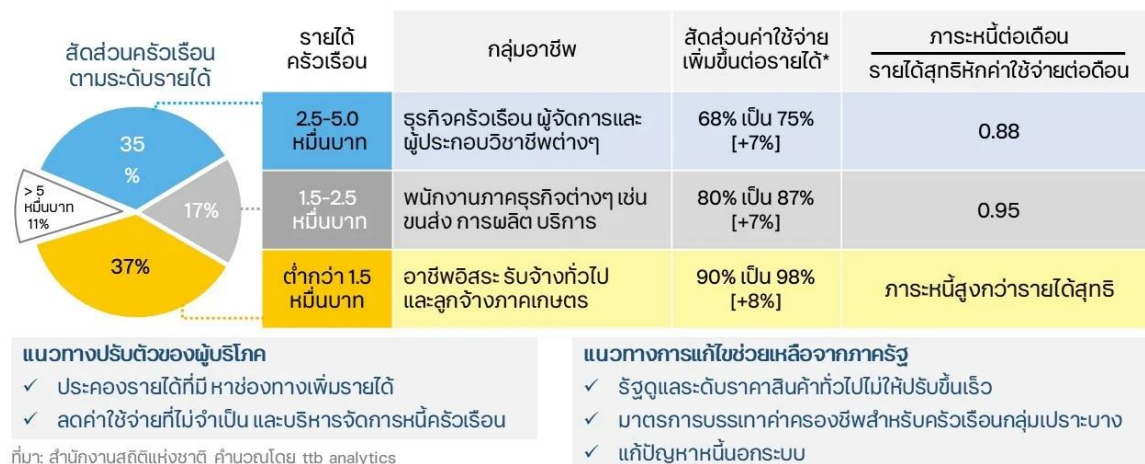 สัดส่วนครัวเรือน
ตามระดับรายได้
35
%
> 5
หมื่นบาท
11%
17%
37%
รายได้
ครัวเรือน
กลุ่มอาชีพ
สัดส่วนค่าใช้จ่าย
เพิ่มขึ้นต่อรายได้*
ภาระหนี้ต่อเดือน
รายได้สุทธิหักค่าใช้จ่ายต่อเดือน
2.5-5.0
หมื่นบาท
ธุรกิจครัวเรือน ผู้จัดการและ
ผู้ประกอบวิชาชีพต่างๆ
68% เป็น 75%
[+7%]
0.88
1.5-2.5
หมื่นบาท
พนักงานภาคธุรกิจต่างๆ เช่น
ขนส่ง การผลิต บริการ
80% เป็น 87%
[+7%]
0.95
ต่ำกว่า 1.5
หมื่นบาท
อาชีพอิสระ รับจ้างทั่วไป
และลูกจ้างภาคเกษตร
90% เป็น 98%
[+8%]
ภาระหนี้สูงกว่ารายได้สุทธิ
แนวทางปรับตัวของผู้บริโภค
✓ ประคองรายได้ที่มี หาช่องทางเพิ่มรายได้
✓ ลดค่าใช้จ่ายที่ไม่จำเป็น และบริหารจัดการหนี้ครัวเรือน
ที่มา: สำนักงานสถิติแห่งชาติ คำนวณโดย ttb analytics
แนวทางการแก้ไขช่วยเหลือจากภาครัฐ
✓ รัฐดูแลระดับราคาสินค้าทั่วไปไม่ให้ปรับขึ้นเร็ว
✓ มาตรการบรรเทาค่าครองชีพสำหรับครัวเรือนกลุ่มเปราะบาง
✓ แก้ปัญหาหนี้นอกระบบ